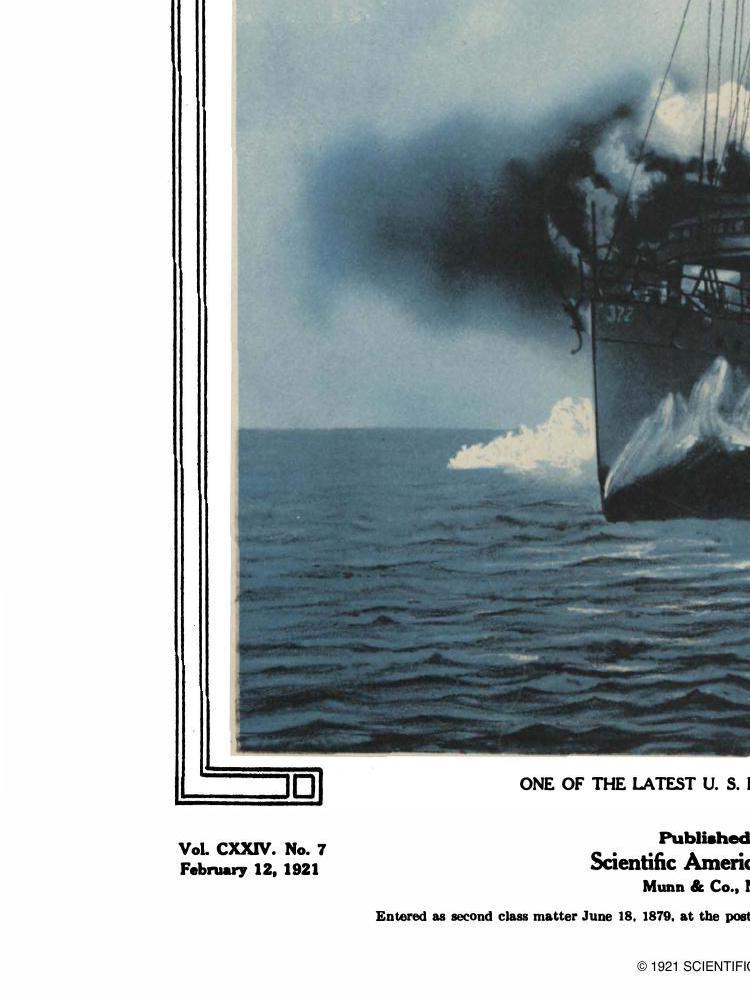 372
ONE OF THE LATEST U. S.
Vol. CXXIV. No. 7
February 12, 1921
Published
Scientific Americ
Munn & Co.,
Entered as second class matter June 18, 1879, at the post
© 1921 SCIENTIFIC